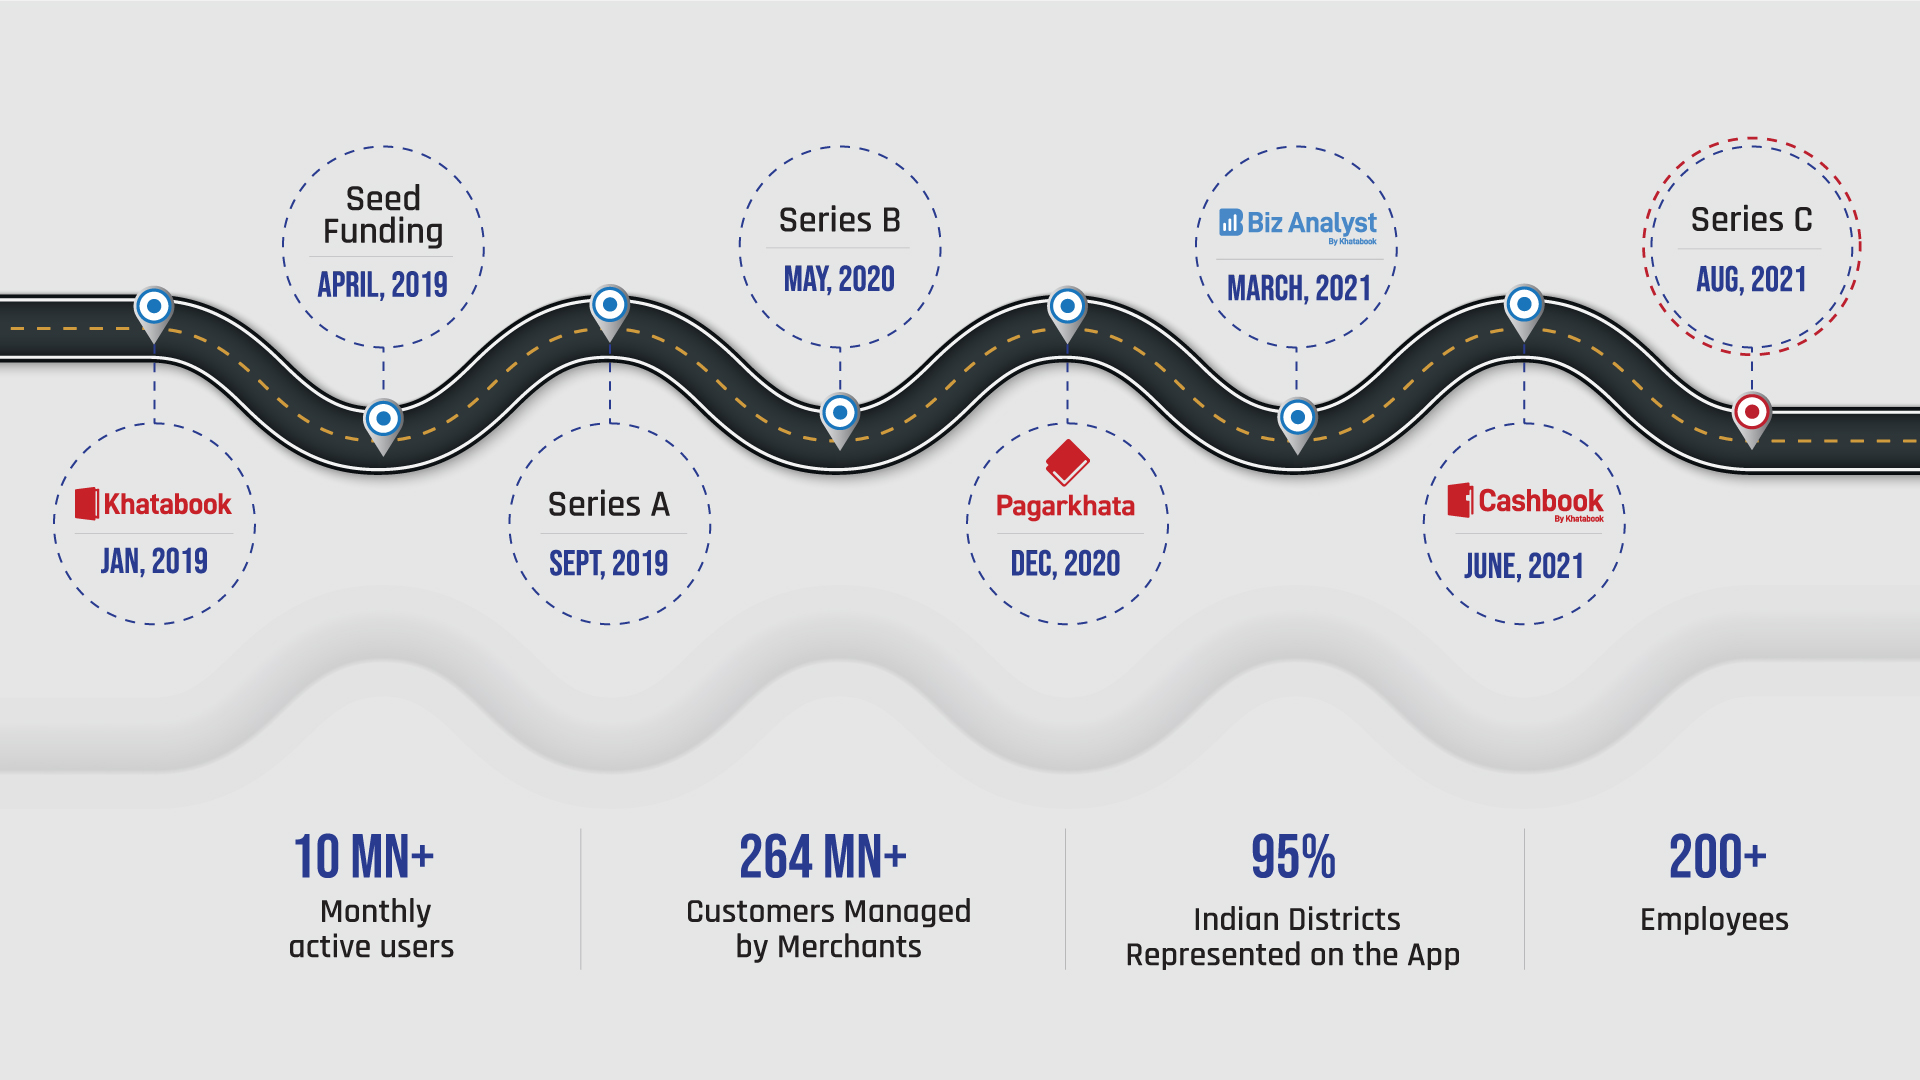 Seed
Funding
APRIL, 2019
Series B
MAY, 2020
Biz Analyst
By Khatabook
MARCH, 2021
Series C
AUG, 2021
Khatabook
JAN, 2019
Series A
SEPT, 2019
Pagarkhata
DEC, 2020
Cashbook
By Khatabook
JUNE, 2021
10 MN+
Monthly
active users
264 MN+
Customers Managed
by Merchants
95%
Indian Districts
Represented on the App
200+
Employees